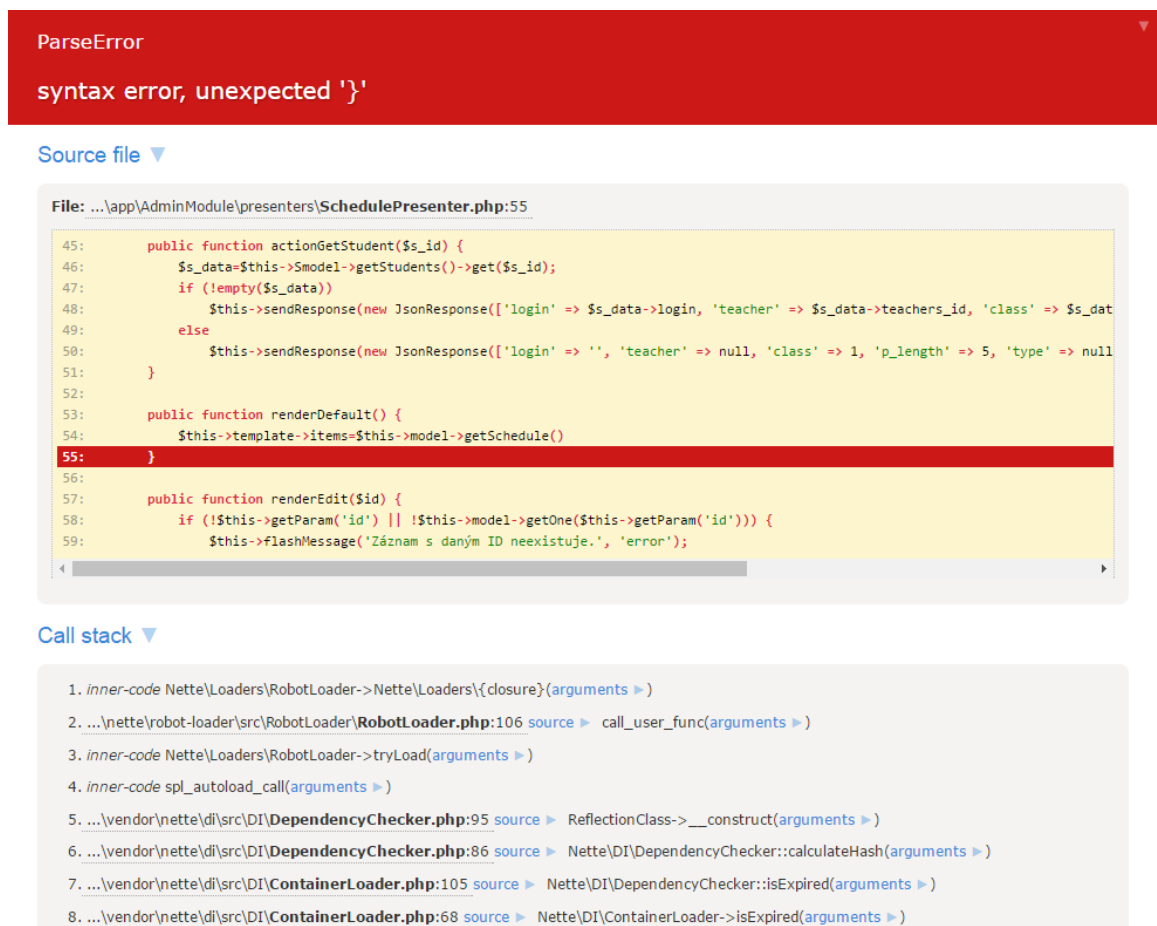 ParseError
syntax error, unexpected '}'
Source file ▼
File: ...\app\AdminModule\presenters\SchedulePresenter.php:55
45: public function actionGetStudent($s_id) {
46: $s_data=$this->Smodel->getStudents()->get($s_id);
47: if (!empty($s_data))
48: $this->sendResponse(new JsonResponse(['login' => $s_data->login, 'teacher' => $s_data->teachers_id, 'class' => $s_dat
49: else
50: $this->sendResponse(new JsonResponse(['login' => '', 'teacher' => null, 'class' => 1, 'p_length' => 5, 'type' => null
51: }
52:
53: public function renderDefault() {
54: $this->template->items=$this->model->getSchedule()
55: }
56:
57: public function renderEdit($id) {
58: if (!$this->getParam('id') || !$this->model->getOne($this->getParam('id'))) {
59: $this->flashMessage('Záznam s daným ID neexistuje.', 'error');
Call stack ▼
1. inner-code Nette\Loaders\RobotLoader->Nette\Loaders\{closure}(arguments ►)
2. ...\nette\robot-loader\src\RobotLoader\RobotLoader.php:106 source ► call_user_func(arguments ►)
3. inner-code Nette\Loaders\RobotLoader->tryLoad(arguments ►)
4. inner-code spl_autoload_call(arguments ►)
5. ...\vendor\nette\di\src\DI\DependencyChecker.php:95 source ► ReflectionClass->__construct(arguments ►)
6. ...\vendor\nette\di\src\DI\DependencyChecker.php:86 source ► Nette\DI\DependencyChecker::calculateHash(arguments ►)
7. ...\vendor\nette\di\src\DI\ContainerLoader.php:105 source ► Nette\DI\DependencyChecker::isExpired(arguments ►)
8. ...\vendor\nette\di\src\DI\ContainerLoader.php:68 source ► Nette\DI\ContainerLoader->isExpired(arguments ►)